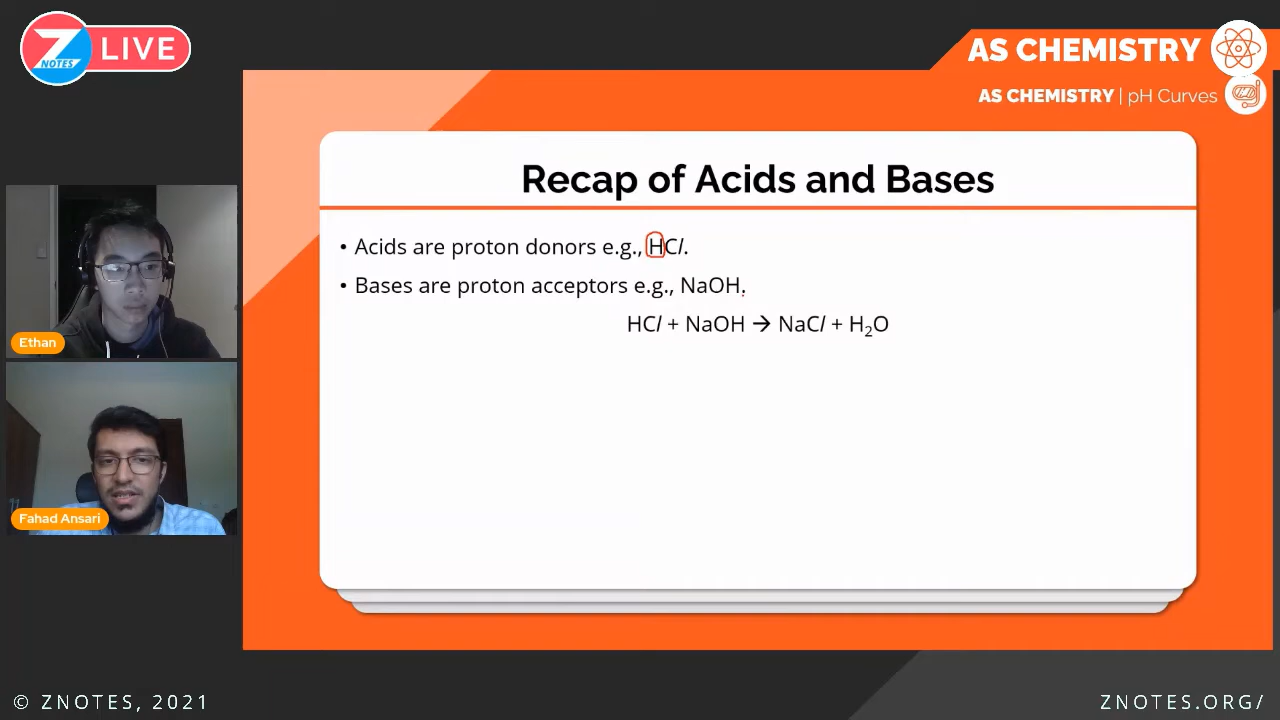 Z NOTES LIVE
AS CHEMISTRY
AS CHEMISTRY | pH Curves
Recap of Acids and Bases
• Acids are proton donors e.g., HCl.
• Bases are proton acceptors e.g., NaOH.
HCl + NaOH → NaCl + H₂O
Ethan
Fahad Ansari
© ZNOTES, 2021
ZNOTES.ORG/